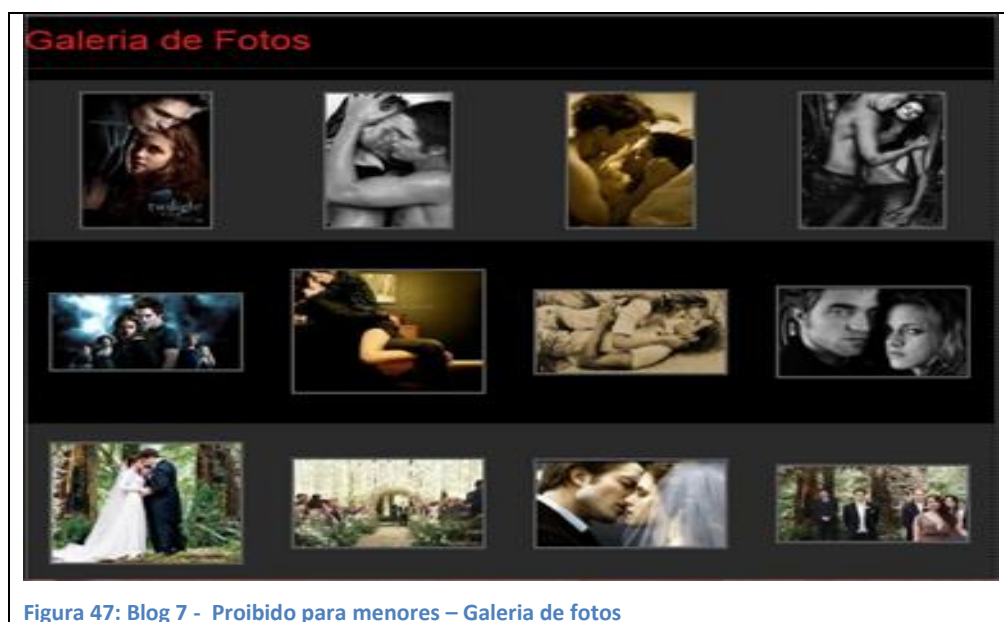 Galeria de Fotos
twilight
Figura 47: Blog 7 - Proibido para menores – Galeria de fotos